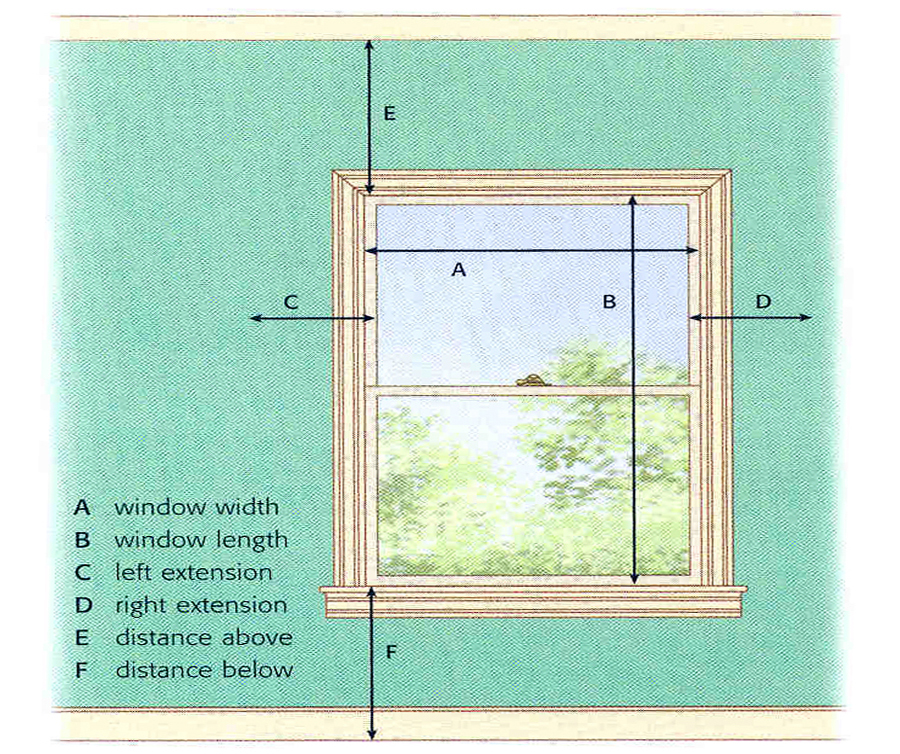 E
A
C
B
D
A window width
B window length
C left extension
D right extension
E distance above
F distance below
F